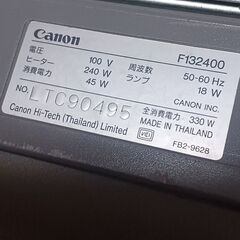 Canon F132400
電圧 100 V 周波数 50-60 Hz
ヒーター 240 W ランプ 18 W
消費電力 45 W CANON INC.
No. LTC90495 全消費電力 330 W
Canon Hi-Tech (Thailand) Limited MADE IN THAILAND
FB2-9628